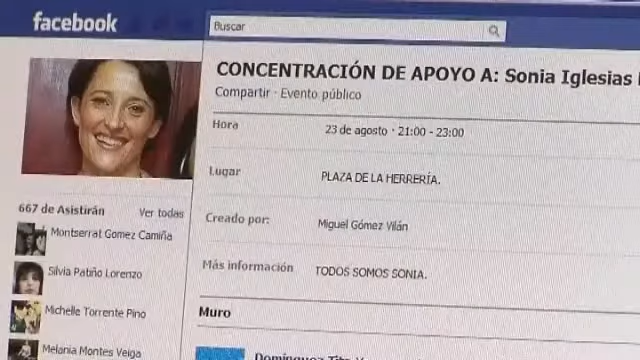 facebook
Buscar
CONCENTRACIÓN DE APOYO A: Sonia Iglesias
Compartir · Evento público
Hora
23 de agosto · 21:00 - 23:00
Lugar
PLAZA DE LA HERRERÍA.
Creado por:
Miguel Gómez Vilán
Más información
TODOS SOMOS SONIA.
Muro
667 de Asistirán
Ver todas
Montserrat Gomez Camiña
Silvia Patiño Lorenzo
Michelle Torrente Pino
Melania Montes Veiga